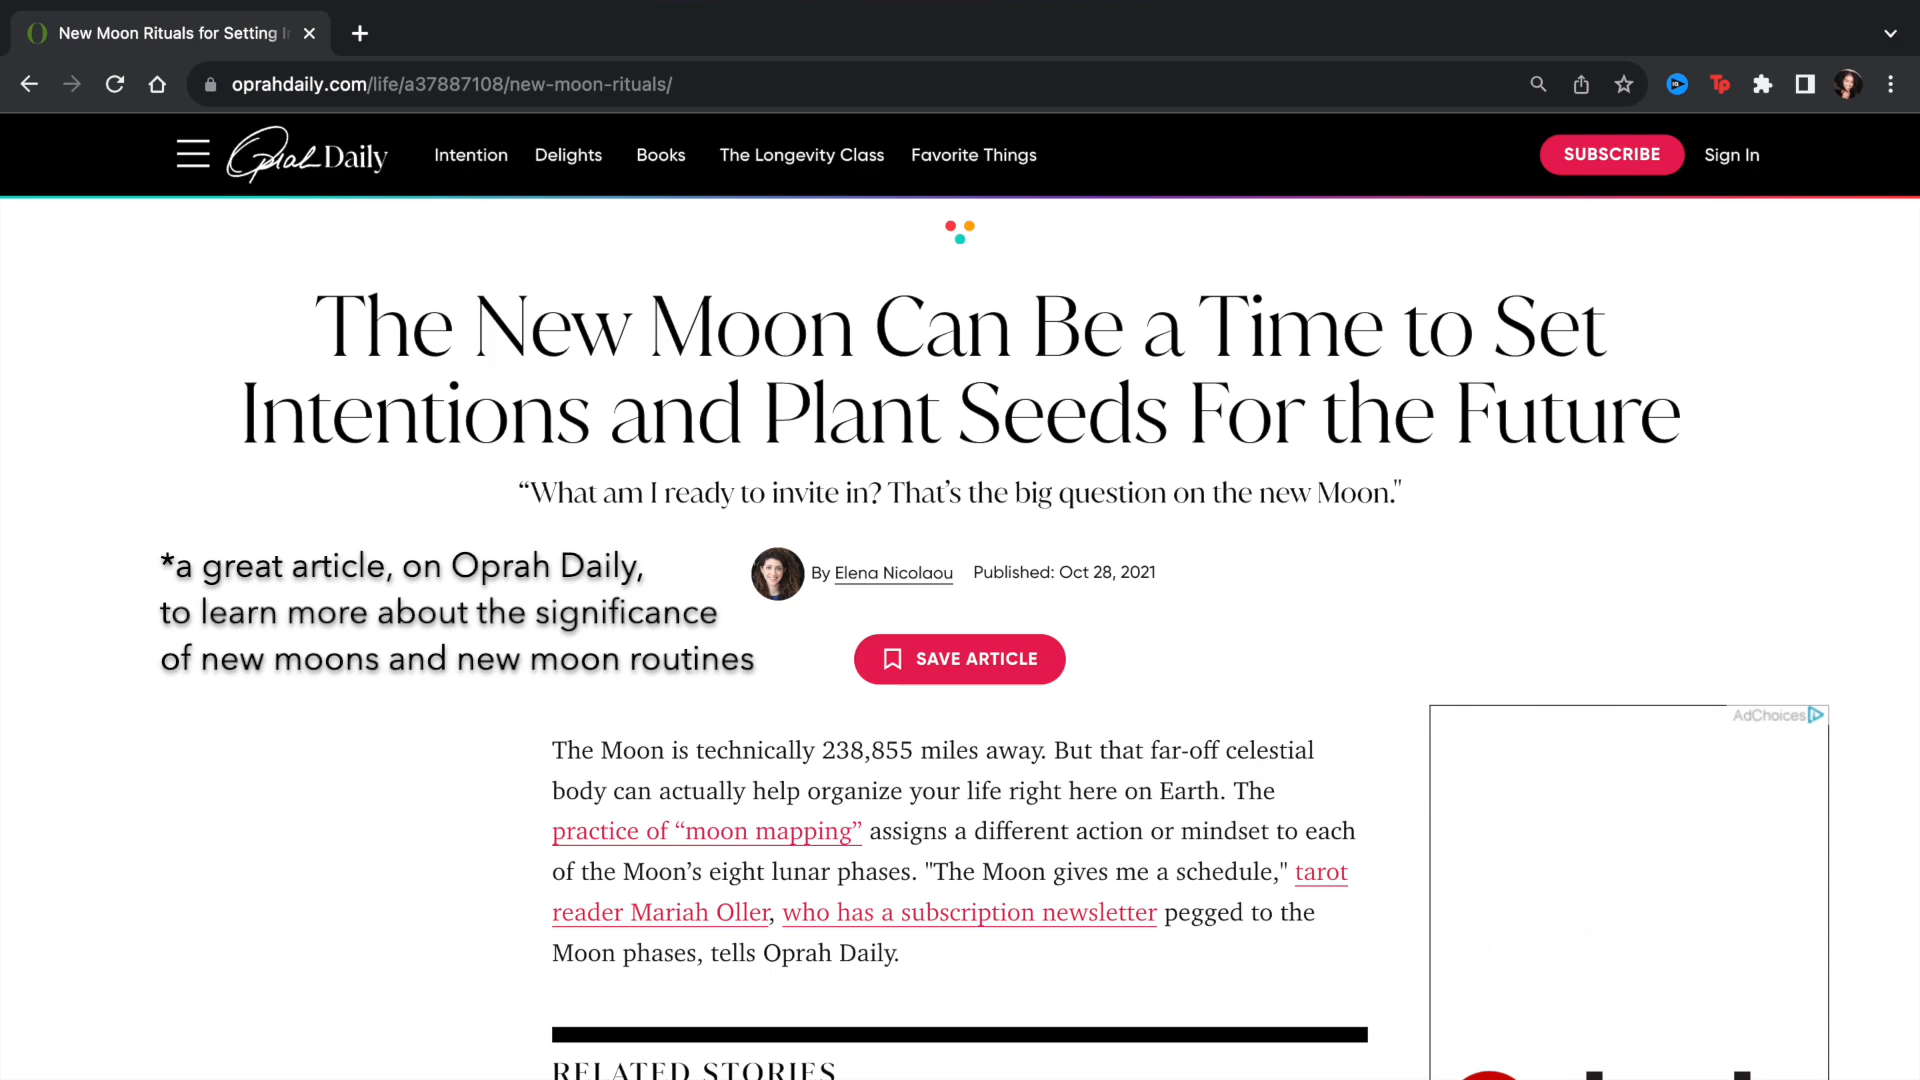 New Moon Rituals for Setting
oprahdaily.com/life/a37887108/new-moon-rituals/
Oprah Daily
Intention
Delights
Books
The Longevity Class
Favorite Things
SUBSCRIBE
Sign In
The New Moon Can Be a Time to Set
Intentions and Plant Seeds For the Future
“What am I ready to invite in? That’s the big question on the new Moon."
*a great article, on Oprah Daily,
to learn more about the significance
of new moons and new moon routines
By Elena Nicolaou
Published: Oct 28, 2021
SAVE ARTICLE
AdChoices
The Moon is technically 238,855 miles away. But that far-off celestial
body can actually help organize your life right here on Earth. The
practice of “moon mapping” assigns a different action or mindset to each
of the Moon’s eight lunar phases. "The Moon gives me a schedule," tarot
reader Mariah Oller, who has a subscription newsletter pegged to the
Moon phases, tells Oprah Daily.
RELATED STORIES